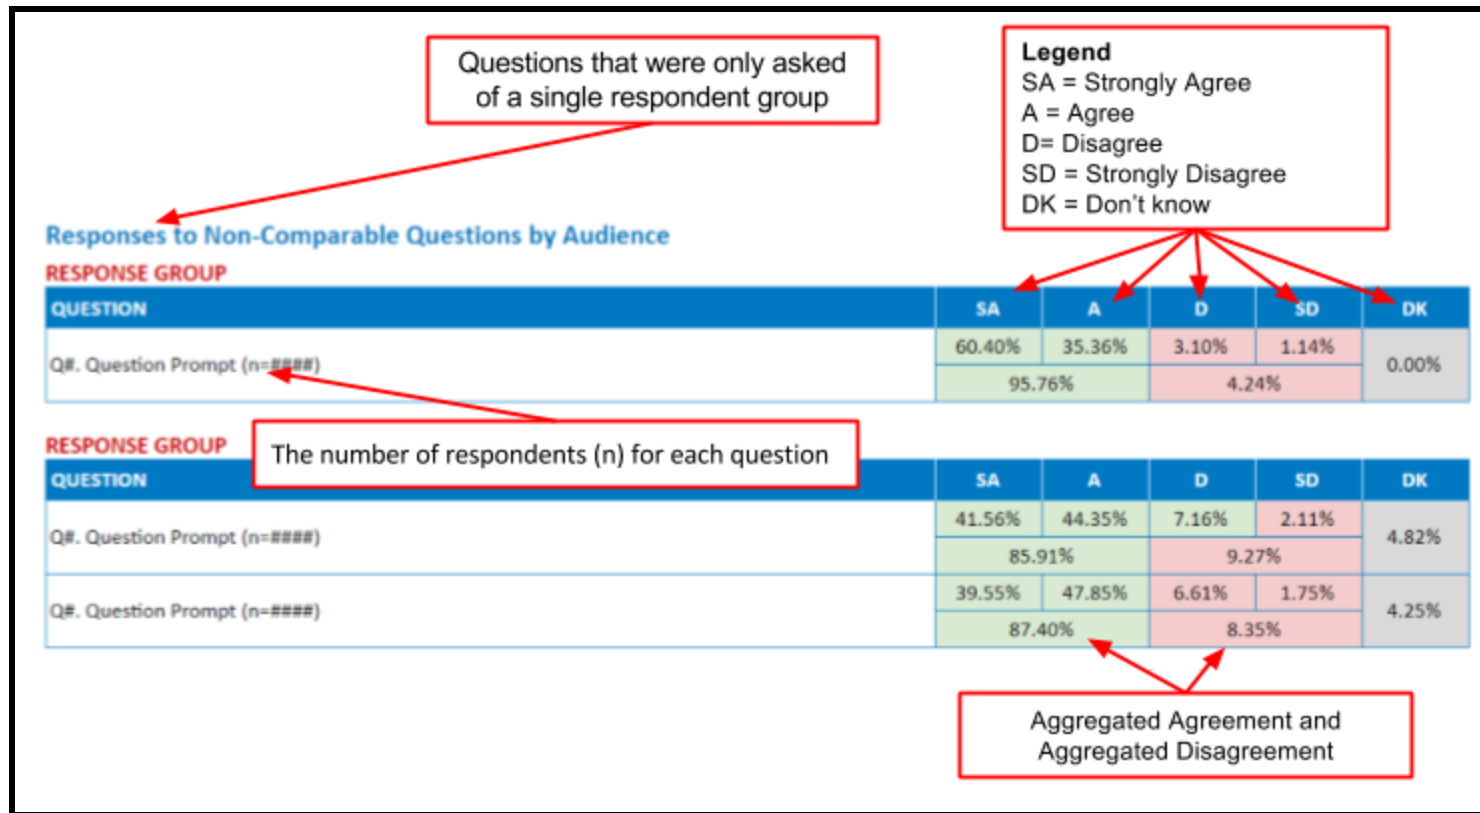 Questions that were only asked
of a single respondent group
Legend
SA = Strongly Agree
A = Agree
D= Disagree
SD = Strongly Disagree
DK = Don't know
Responses to Non-Comparable Questions by Audience
RESPONSE GROUP
QUESTION SA A D SD DK
Q#. Question Prompt (n=####) 60.40% 35.36% 3.10% 1.14% 0.00%
95.76% 4.24%
The number of respondents (n) for each question
RESPONSE GROUP
QUESTION SA A D SD DK
Q#. Question Prompt (n=####) 41.56% 44.35% 7.16% 2.11% 4.82%
85.91% 9.27%
Q#. Question Prompt (n=####) 39.55% 47.85% 6.61% 1.75% 4.25%
87.40% 8.35%
Aggregated Agreement and
Aggregated Disagreement